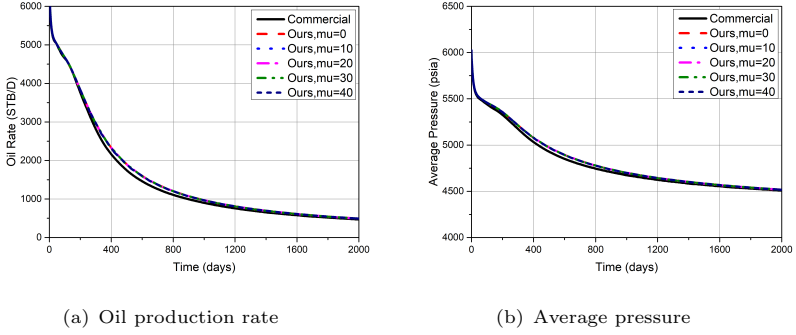 6000
5000
4000
3000
2000
1000
0
0
400
800
1200
1600
2000
Oil Rate (STB/D)
Time (days)
Commercial
Ours,mu=0
Ours,mu=10
Ours,mu=20
Ours,mu=30
Ours,mu=40
(a) Oil production rate
6500
6000
5500
5000
4500
4000
0
400
800
1200
1600
2000
Average Pressure (psia)
Time (days)
Commercial
Ours,mu=0
Ours,mu=10
Ours,mu=20
Ours,mu=30
Ours,mu=40
(b) Average pressure